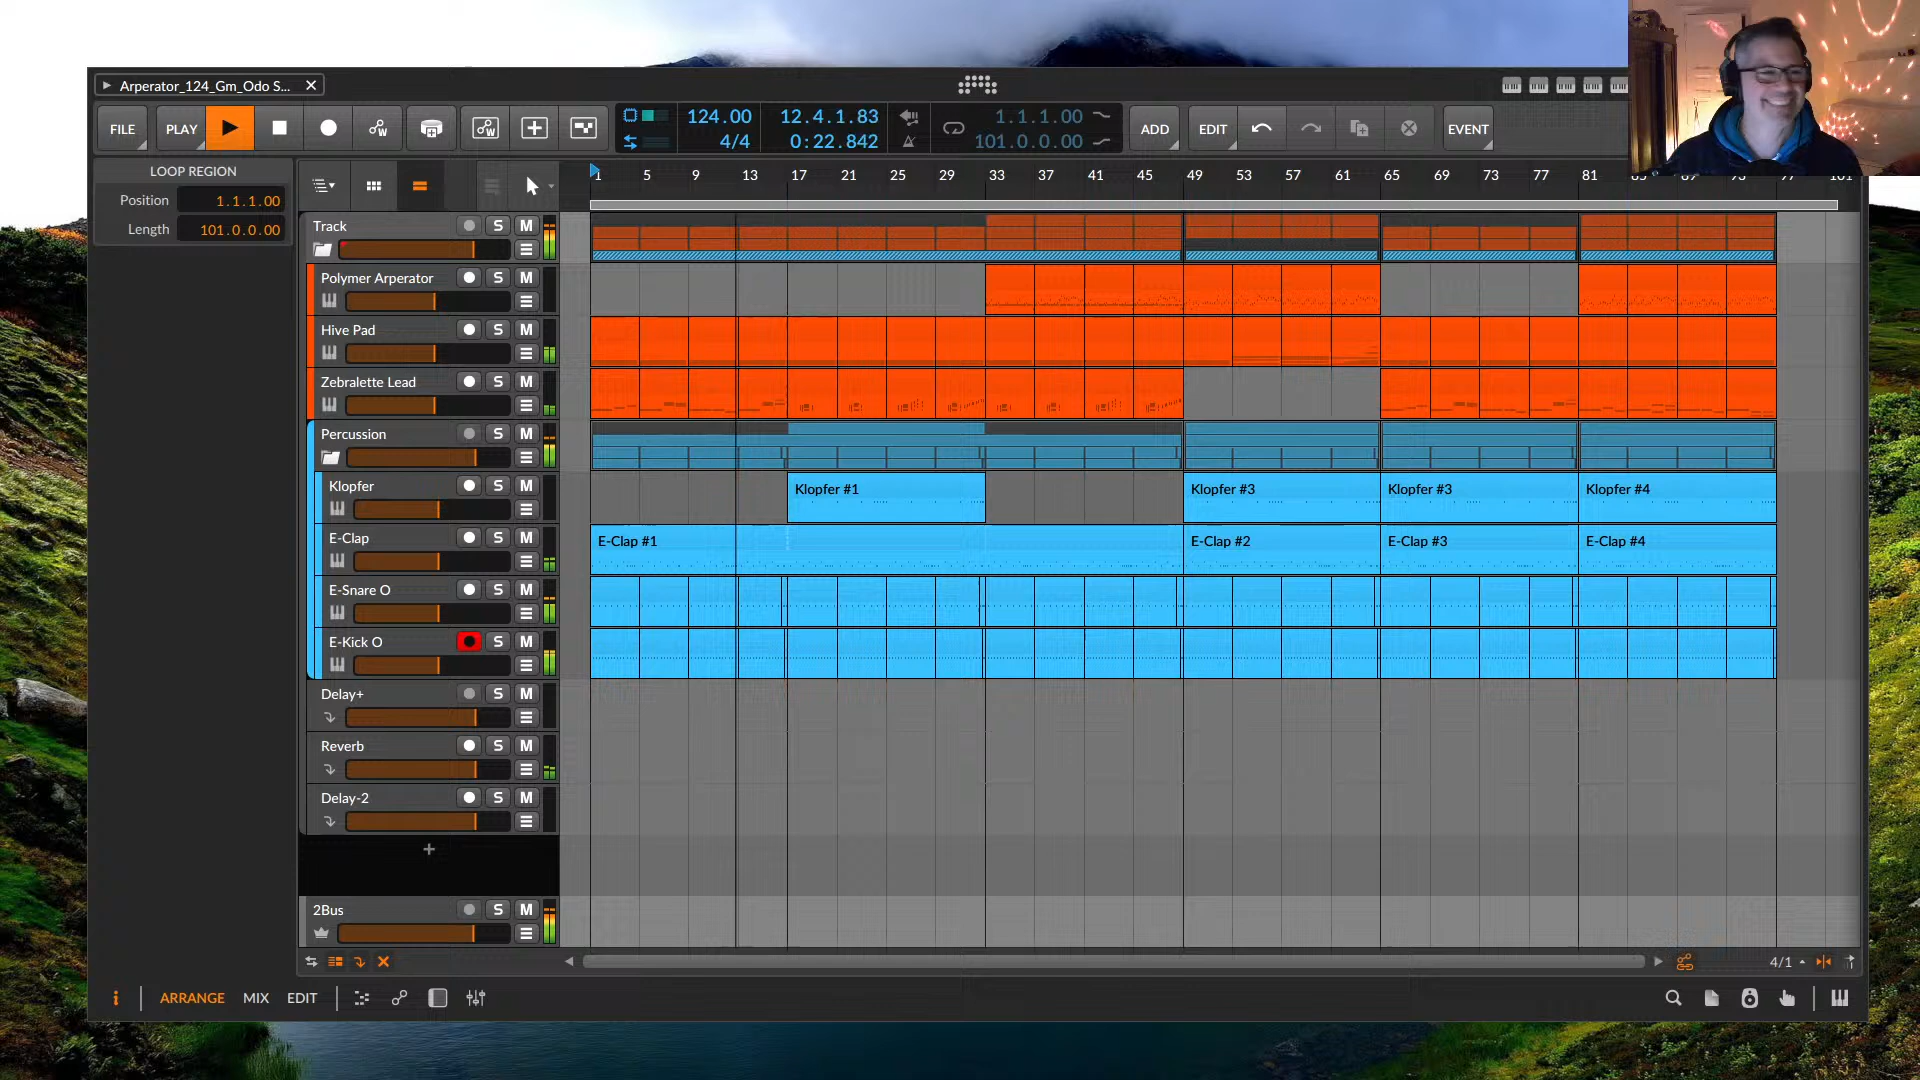 Arperator_124_Gm_Odo S... ×
FILE PLAY 124.00 4/4 12.4.1.83 0:22.842 1.1.1.00 101.0.0.00 ADD EDIT EVENT
LOOP REGION
Position 1.1.1.00
Length 101.0.0.00
1 5 9 13 17 21 25 29 33 37 41 45 49 53 57 61 65 69 73 77 81
Track S M
Polymer Arperator S M
Hive Pad S M
Zebralette Lead S M
Percussion S M
Klopfer S M Klopfer #1 Klopfer #3 Klopfer #3 Klopfer #4
E-Clap S M E-Clap #1 E-Clap #2 E-Clap #3 E-Clap #4
E-Snare O S M
E-Kick O S M
Delay+ S M
Reverb S M
Delay-2 S M
+
2Bus S M
4/1
i ARRANGE MIX EDIT